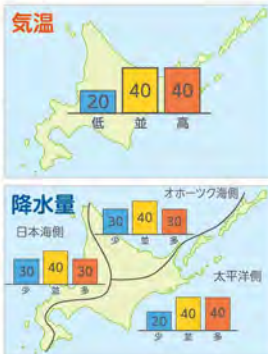 気温
20 40 40
低 並 高
降水量
オホーツク海側
30 40 30
少 並 多
日本海側
30 40 30
少 並 多
太平洋側
20 40 40
少 並 多